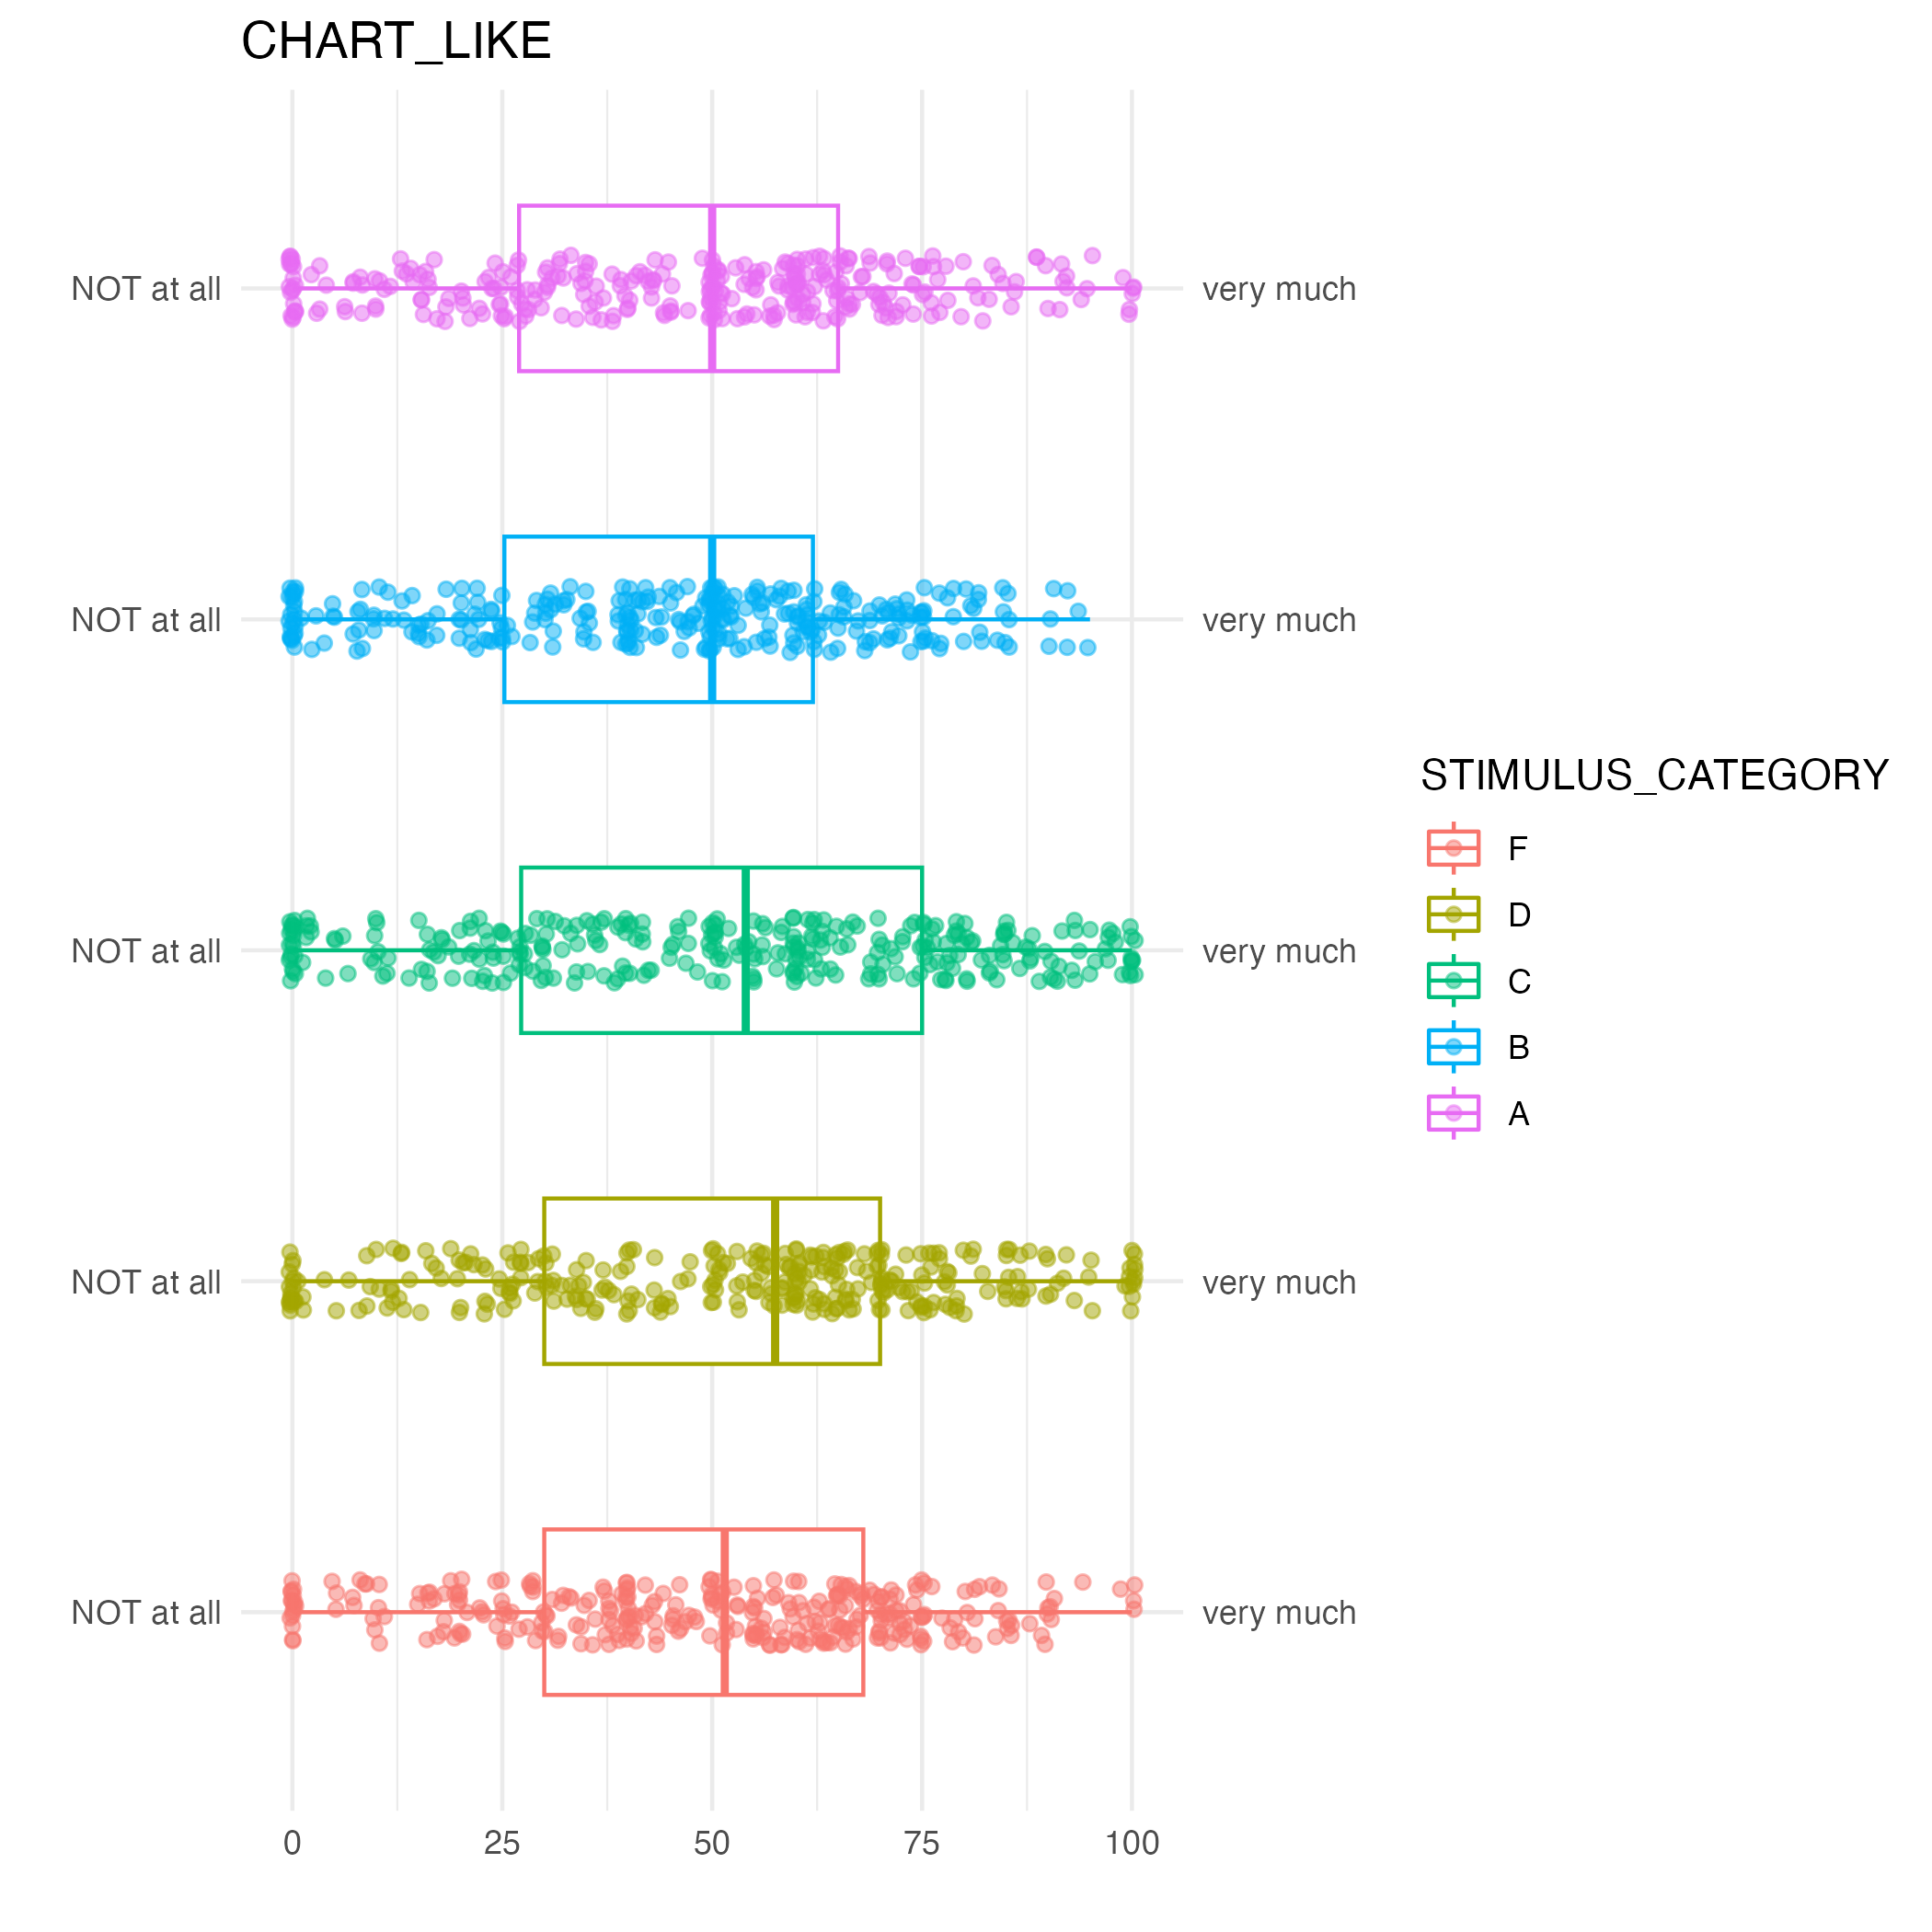 CHART_LIKE
NOT at all
very much
NOT at all
very much
NOT at all
very much
NOT at all
very much
NOT at all
very much
0 25 50 75 100
STIMULUS_CATEGORY
F
D
C
B
A